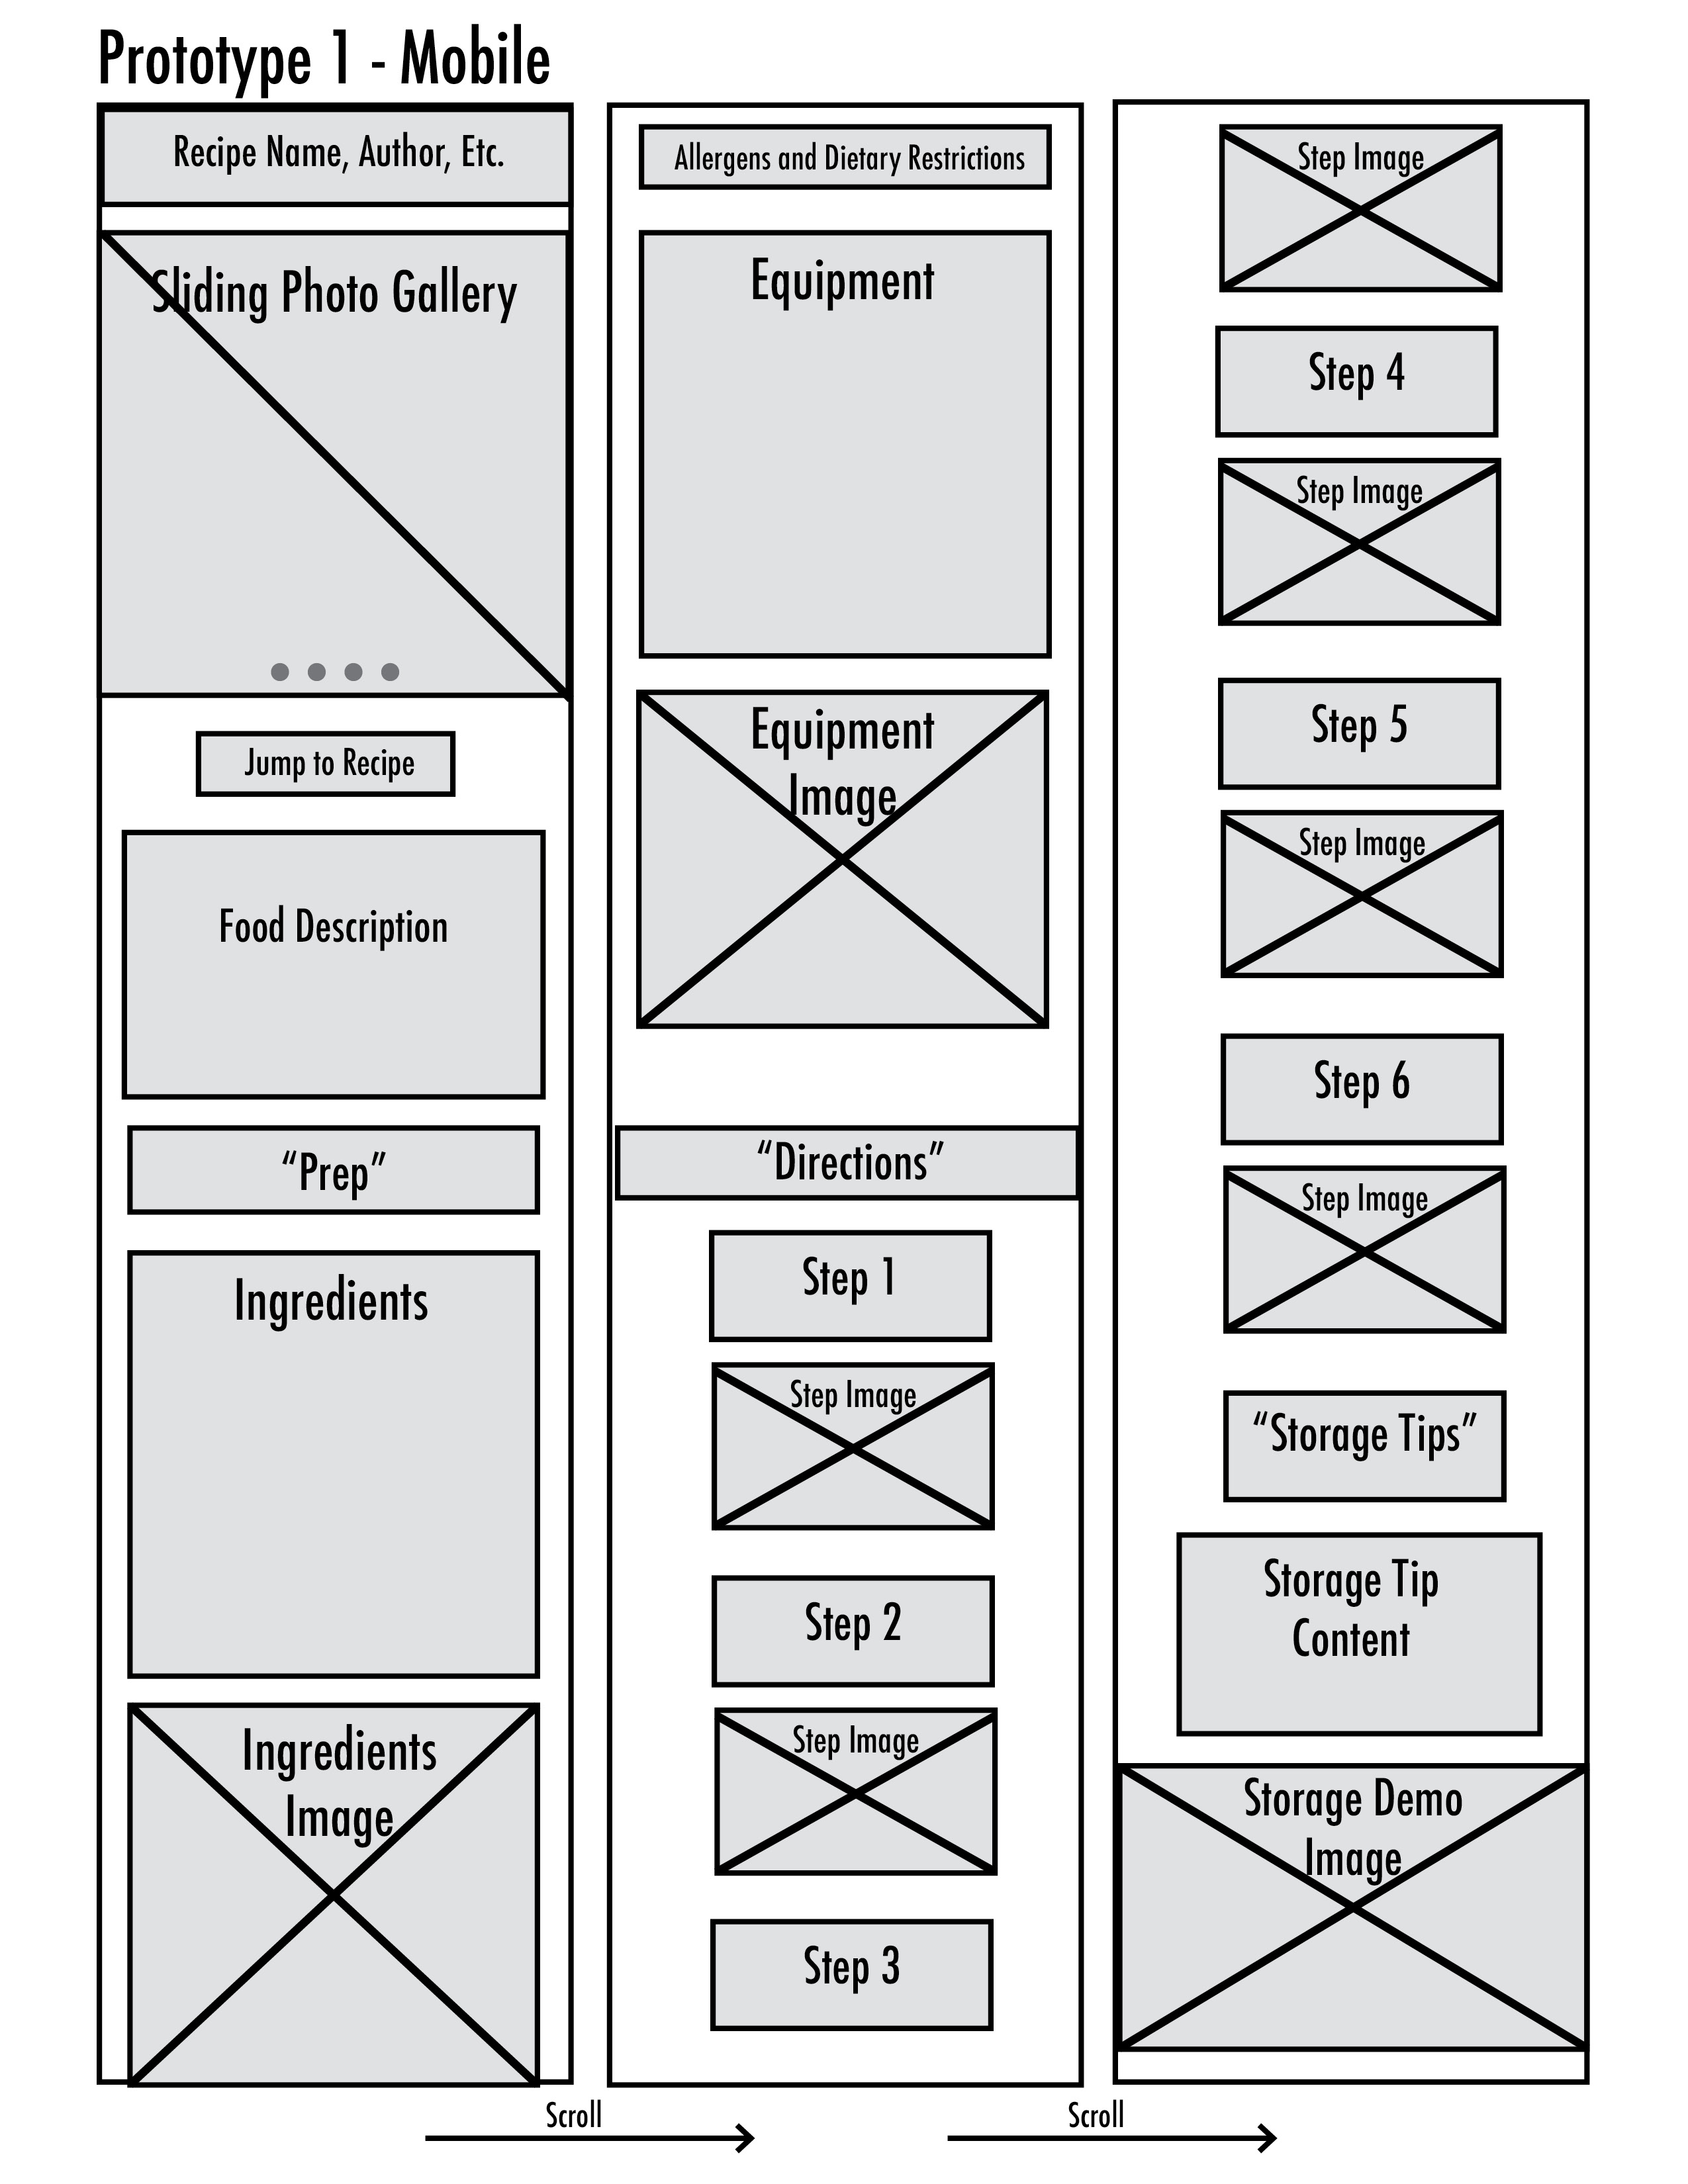 Prototype 1 - Mobile
Recipe Name, Author, Etc.
Sliding Photo Gallery
Jump to Recipe
Food Description
“Prep”
Ingredients
Ingredients
Image
Allergens and Dietary Restrictions
Equipment
Equipment
Image
“Directions”
Step 1
Step Image
Step 2
Step Image
Step 3
Step Image
Step 4
Step Image
Step 5
Step Image
Step 6
Step Image
“Storage Tips”
Storage Tip
Content
Storage Demo
Image
Scroll
Scroll